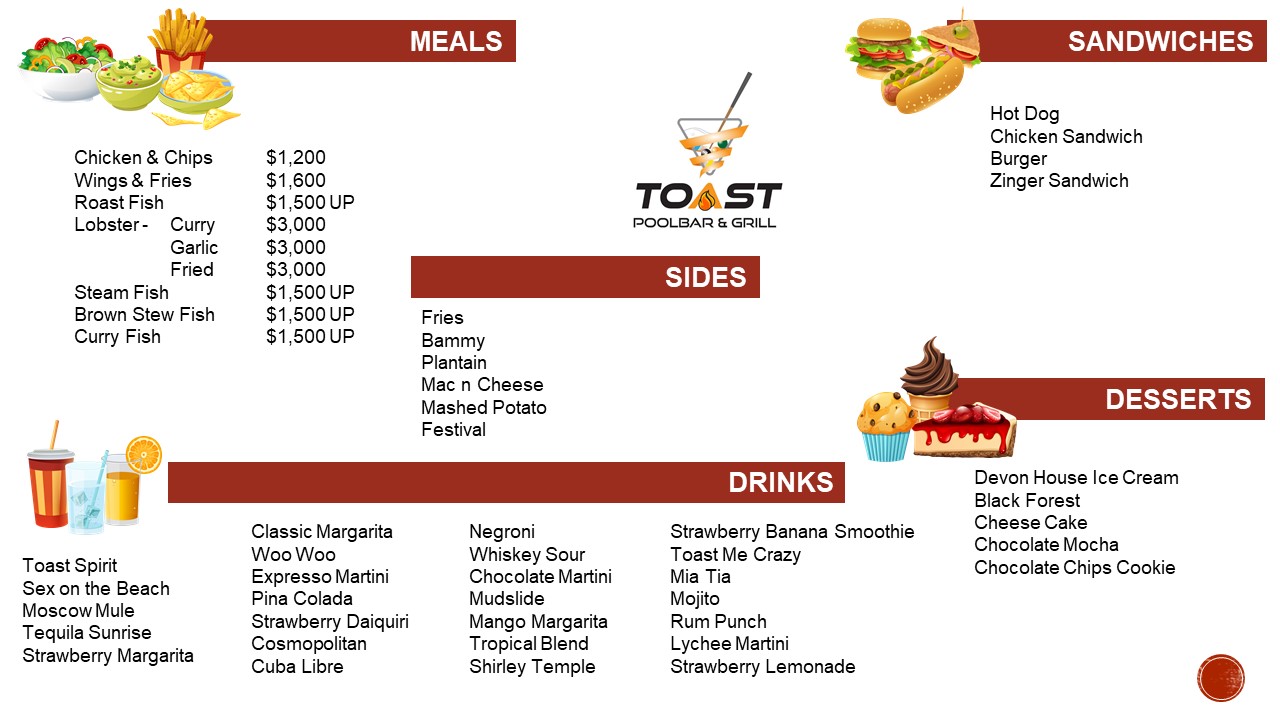 MEALS
Chicken & Chips $1,200
Wings & Fries $1,600
Roast Fish $1,500 UP
Lobster - Curry $3,000
Garlic $3,000
Fried $3,000
Steam Fish $1,500 UP
Brown Stew Fish $1,500 UP
Curry Fish $1,500 UP
TOAST
POOLBAR & GRILL
SANDWICHES
Hot Dog
Chicken Sandwich
Burger
Zinger Sandwich
SIDES
Fries
Bammy
Plantain
Mac n Cheese
Mashed Potato
Festival
DESSERTS
Devon House Ice Cream
Black Forest
Cheese Cake
Chocolate Mocha
Chocolate Chips Cookie
DRINKS
Toast Spirit
Sex on the Beach
Moscow Mule
Tequila Sunrise
Strawberry Margarita
Classic Margarita
Woo Woo
Expresso Martini
Pina Colada
Strawberry Daiquiri
Cosmopolitan
Cuba Libre
Negroni
Whiskey Sour
Chocolate Martini
Mudslide
Mango Margarita
Tropical Blend
Shirley Temple
Strawberry Banana Smoothie
Toast Me Crazy
Mia Tia
Mojito
Rum Punch
Lychee Martini
Strawberry Lemonade